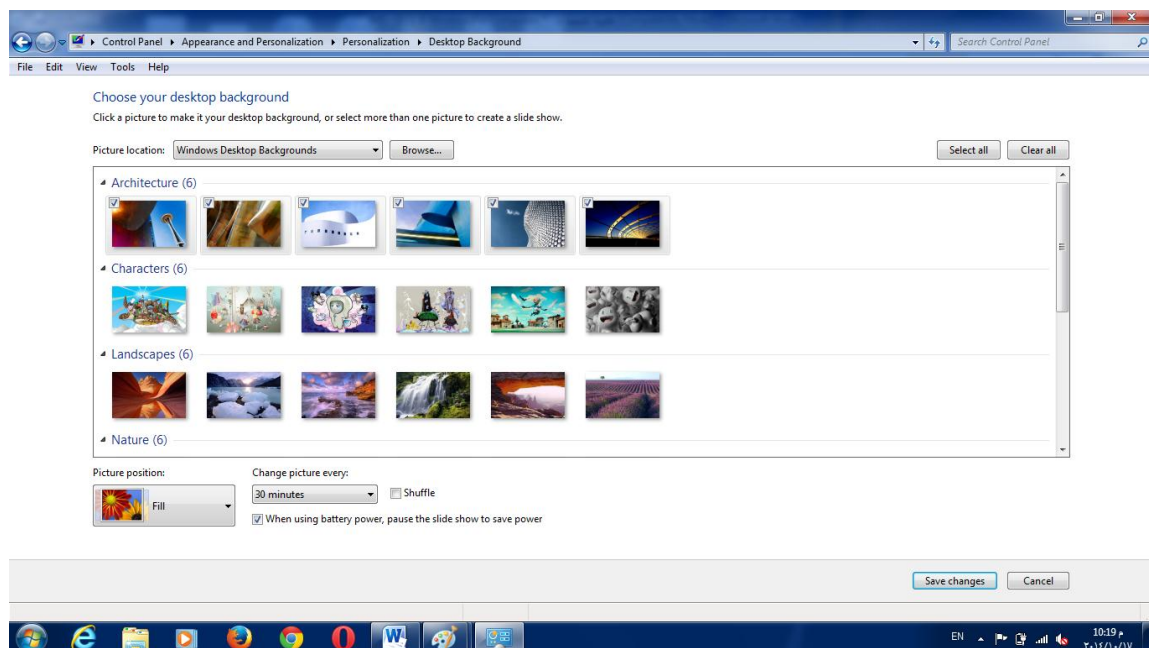 Control Panel ▸ Appearance and Personalization ▸ Personalization ▸ Desktop Background
Search Control Panel
File Edit View Tools Help
Choose your desktop background
Click a picture to make it your desktop background, or select more than one picture to create a slide show.
Picture location: Windows Desktop Backgrounds Browse... Select all Clear all
Architecture (6)
Characters (6)
Landscapes (6)
Nature (6)
Picture position: Change picture every:
Fill 30 minutes Shuffle
When using battery power, pause the slide show to save power
Save changes Cancel
EN 10:19 م
٢٠١٤/١٠/١٧